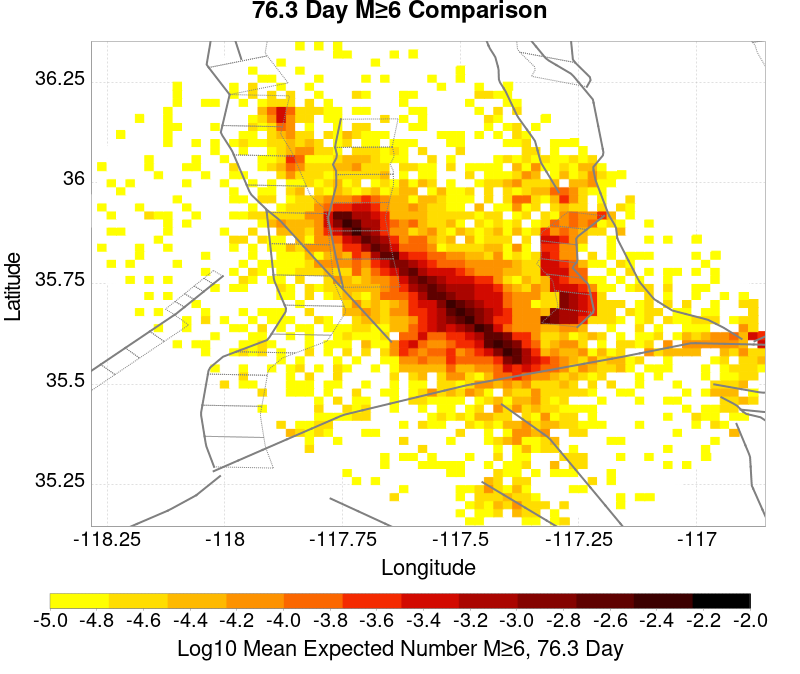 76.3 Day M≥6 Comparison
36.25
36
35.75
35.5
35.25
Latitude
-118.25 -118 -117.75 -117.5 -117.25 -117
Longitude
-5.0 -4.8 -4.6 -4.4 -4.2 -4.0 -3.8 -3.6 -3.4 -3.2 -3.0 -2.8 -2.6 -2.4 -2.2 -2.0
Log10 Mean Expected Number M≥6, 76.3 Day